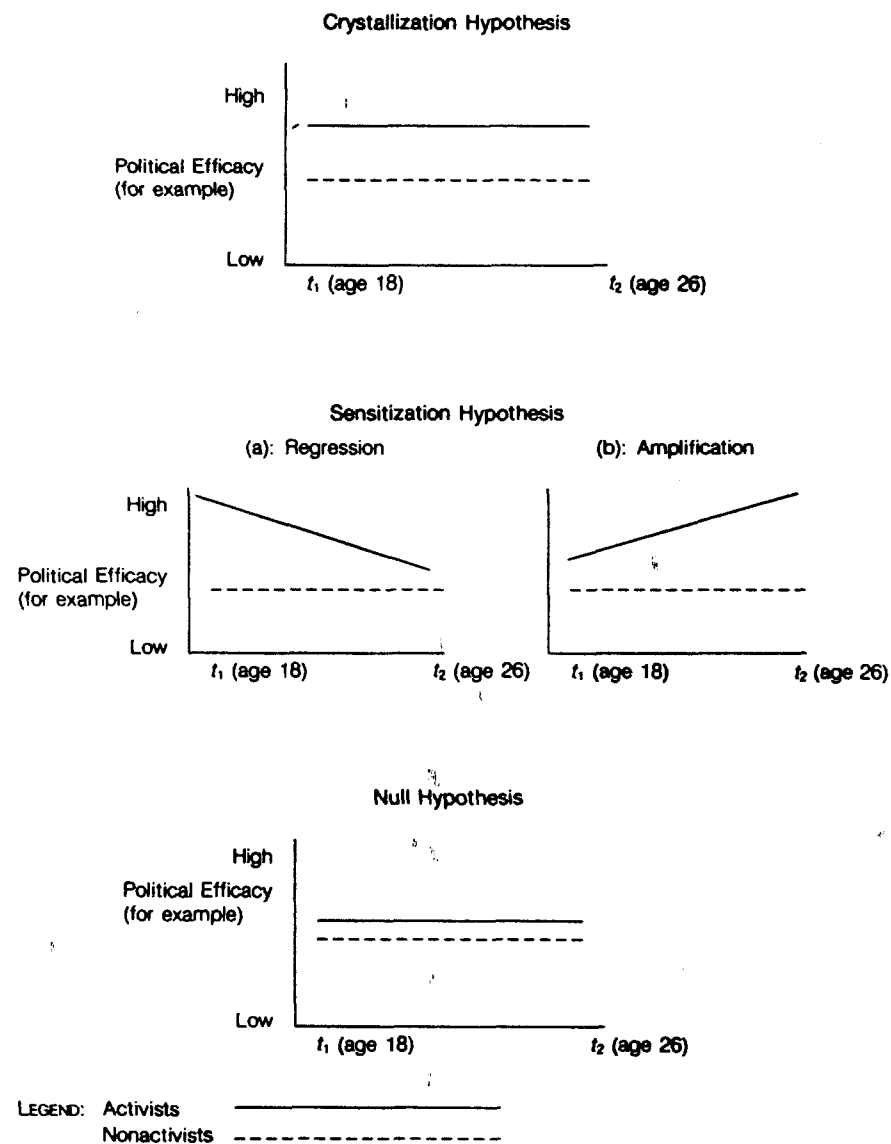 Crystallization Hypothesis
High
Political Efficacy
(for example)
Low
t₁ (age 18) t₂ (age 26)
Sensitization Hypothesis
(a): Regression (b): Amplification
High
Political Efficacy
(for example)
Low
t₁ (age 18) t₂ (age 26) t₁ (age 18) t₂ (age 26)
Null Hypothesis
High
Political Efficacy
(for example)
Low
t₁ (age 18) t₂ (age 26)
LEGEND: Activists
Nonactivists